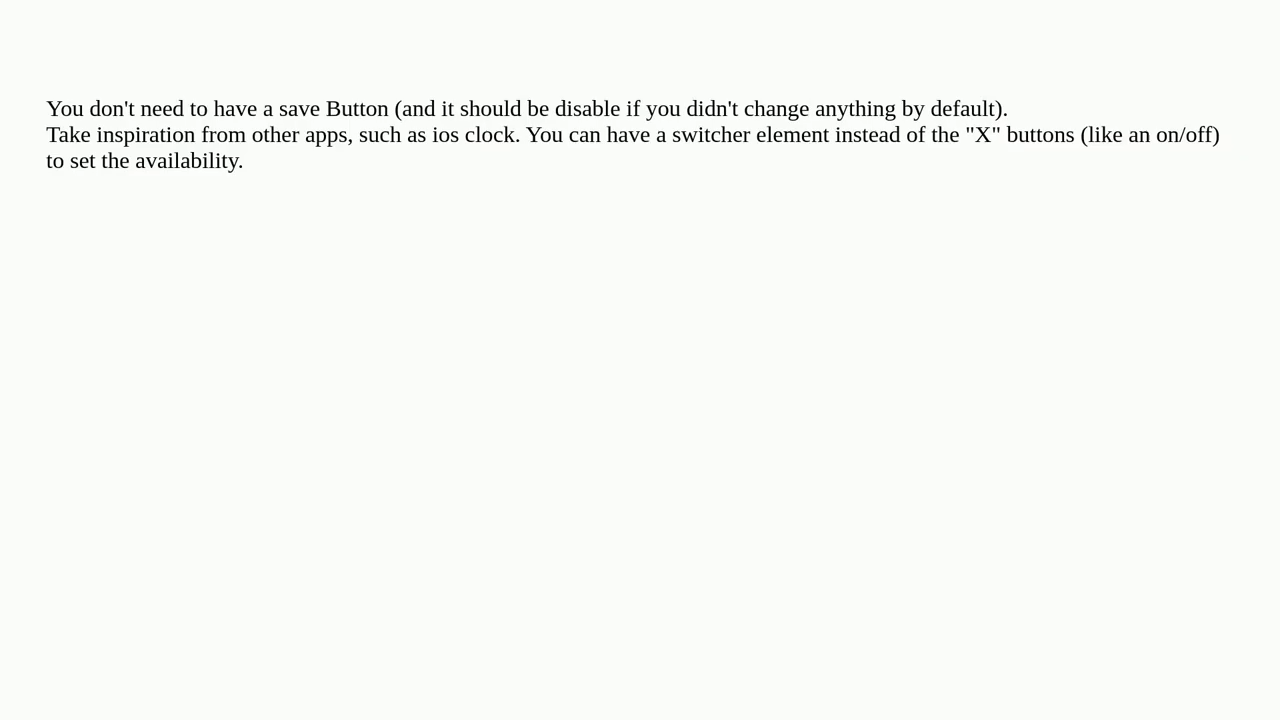 You don't need to have a save Button (and it should be disable if you didn't change anything by default).
Take inspiration from other apps, such as ios clock. You can have a switcher element instead of the "X" buttons (like an on/off)
to set the availability.